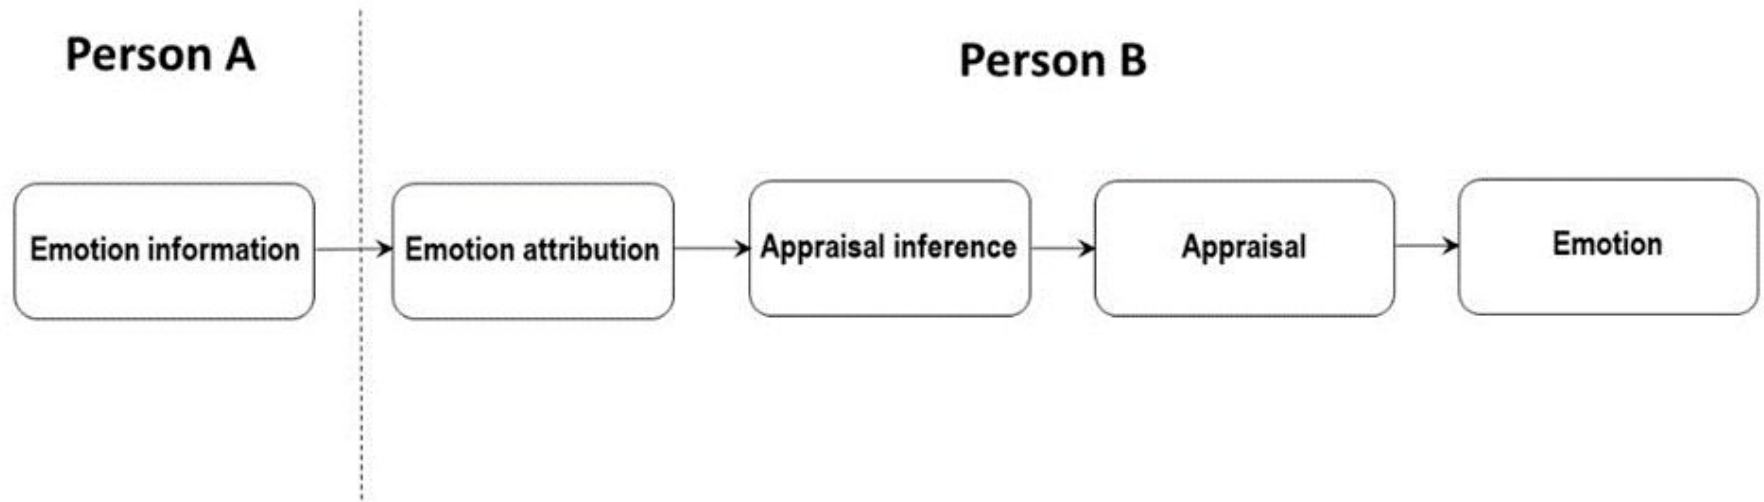 Person A
Person B
Emotion information
Emotion attribution
Appraisal inference
Appraisal
Emotion